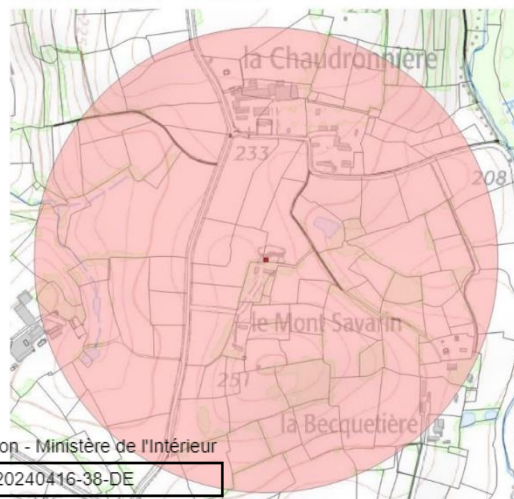 la Chaudronnière
233
208
le Mont Savarin
251
la Becquetière
on - Ministère de l'Intérieur
20240416-38-DE